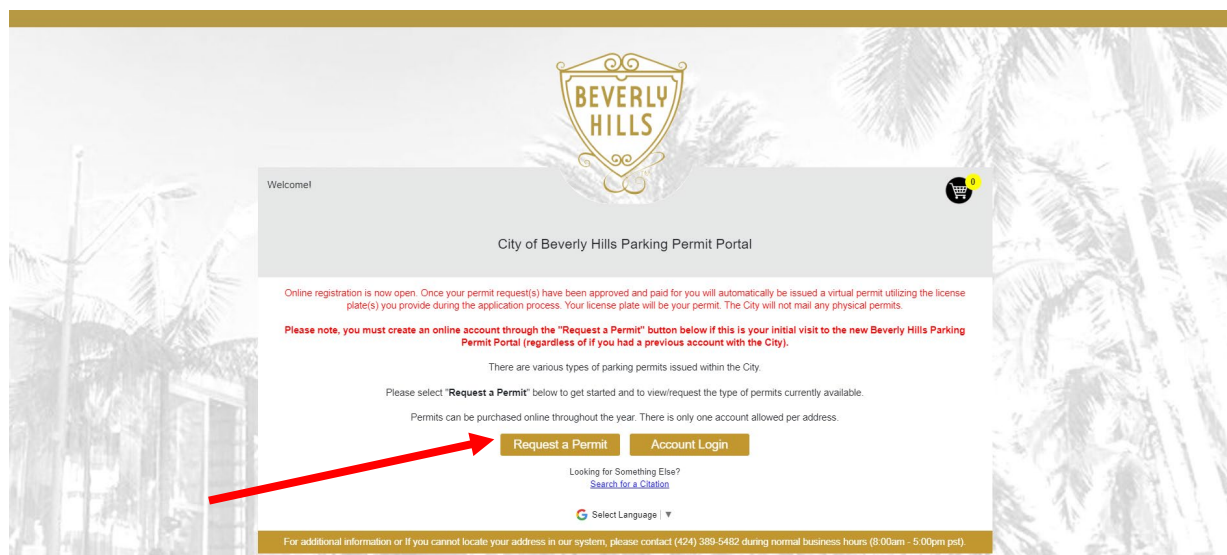 BEVERLY
HILLS
Welcome!
0
City of Beverly Hills Parking Permit Portal
Online registration is now open. Once your permit request(s) have been approved and paid for you will automatically be issued a virtual permit utilizing the license
plate(s) you provide during the application process. Your license plate will be your permit. The City will not mail any physical permits.
Please note, you must create an online account through the "Request a Permit" button below if this is your initial visit to the new Beverly Hills Parking
Permit Portal (regardless of if you had a previous account with the City).
There are various types of parking permits issued within the City.
Please select "Request a Permit" below to get started and to view/request the type of permits currently available.
Permits can be purchased online throughout the year. There is only one account allowed per address.
Request a Permit Account Login
Looking for Something Else?
Search for a Citation
G Select Language ▼
For additional information or If you cannot locate your address in our system, please contact (424) 389-5482 during normal business hours (8:00am - 5:00pm pst).